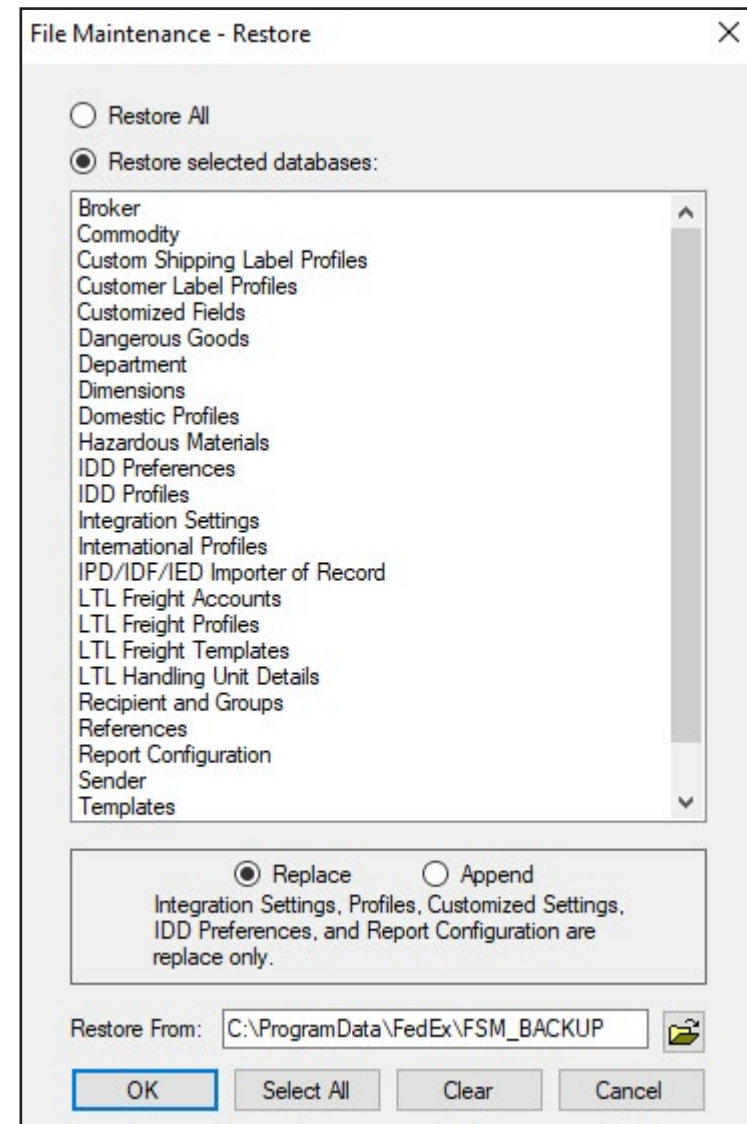 File Maintenance - Restore
Restore All
Restore selected databases:
Broker
Commodity
Custom Shipping Label Profiles
Customer Label Profiles
Customized Fields
Dangerous Goods
Department
Dimensions
Domestic Profiles
Hazardous Materials
IDD Preferences
IDD Profiles
Integration Settings
International Profiles
IPD/IDF/IED Importer of Record
LTL Freight Accounts
LTL Freight Profiles
LTL Freight Templates
LTL Handling Unit Details
Recipient and Groups
References
Report Configuration
Sender
Templates
Replace Append
Integration Settings, Profiles, Customized Settings,
IDD Preferences, and Report Configuration are
replace only.
Restore From: C:\ProgramData\FedEx\FSM_BACKUP
OK Select All Clear Cancel